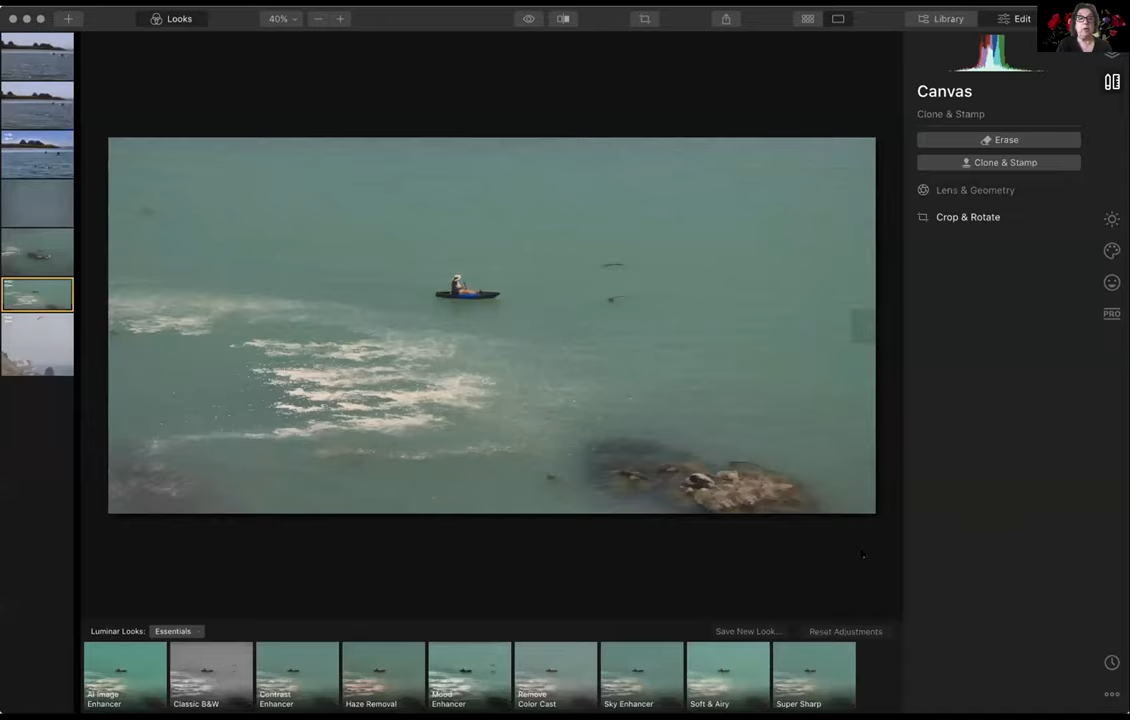 Looks
40%
Library
Edit
Canvas
Clone & Stamp
Erase
Clone & Stamp
Lens & Geometry
Crop & Rotate
PRO
Luminar Looks:
Essentials
Save New Look...
Reset Adjustments
AI Image
Enhancer
Classic B&W
Contrast
Enhancer
Haze Removal
Mood
Enhancer
Remove
Color Cast
Sky Enhancer
Soft & Airy
Super Sharp